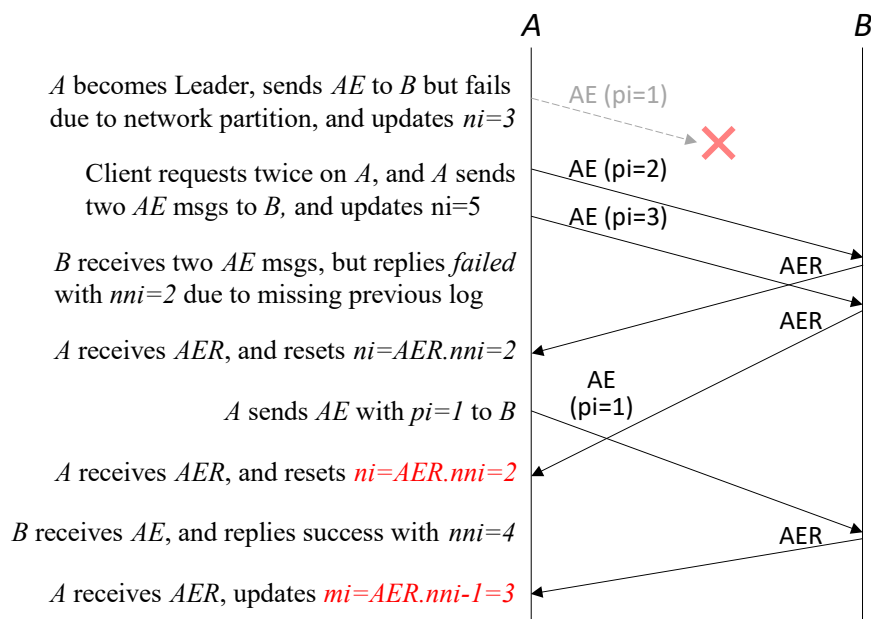 A B
A becomes Leader, sends AE to B but fails
due to network partition, and updates ni=3
AE (pi=1)
Client requests twice on A, and A sends
two AE msgs to B, and updates ni=5
AE (pi=2)
AE (pi=3)
B receives two AE msgs, but replies failed
with nni=2 due to missing previous log
AER
AER
A receives AER, and resets ni=AER.nni=2
AE
(pi=1)
A sends AE with pi=1 to B
A receives AER, and resets ni=AER.nni=2
B receives AE, and replies success with nni=4
AER
A receives AER, updates mi=AER.nni-1=3